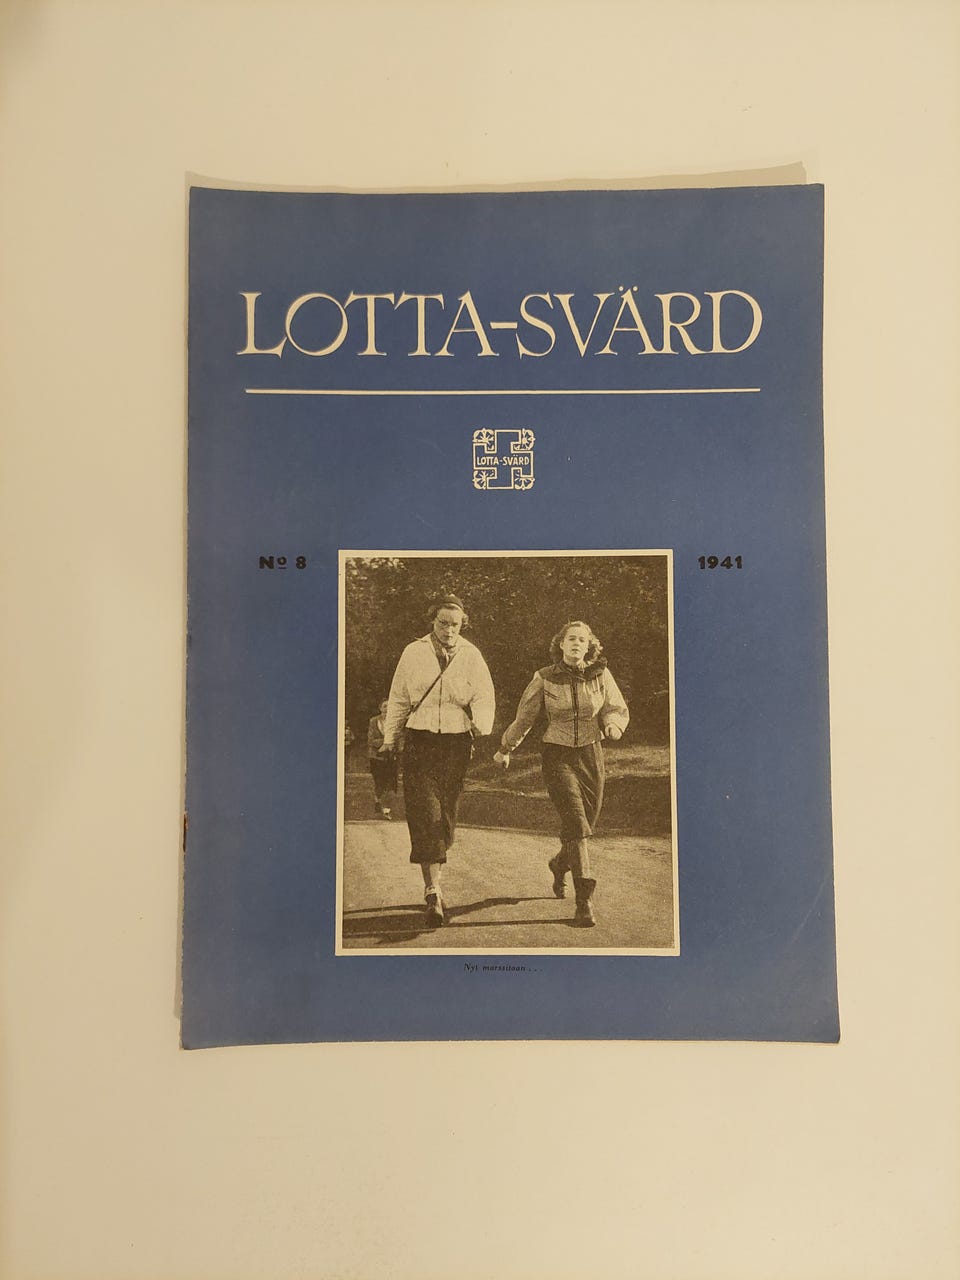 LOTTA-SVÄRD
LOTTA-SVÄRD
Nº 8
1941
Nyt marssitaan . . .